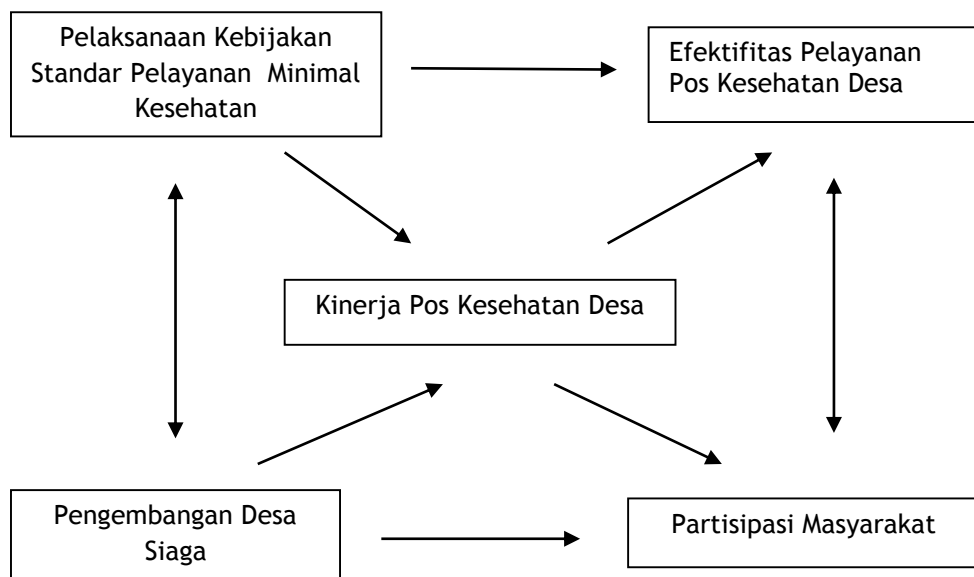 Pelaksanaan Kebijakan
Standar Pelayanan Minimal
Kesehatan
Efektifitas Pelayanan
Pos Kesehatan Desa
Kinerja Pos Kesehatan Desa
Pengembangan Desa
Siaga
Partisipasi Masyarakat